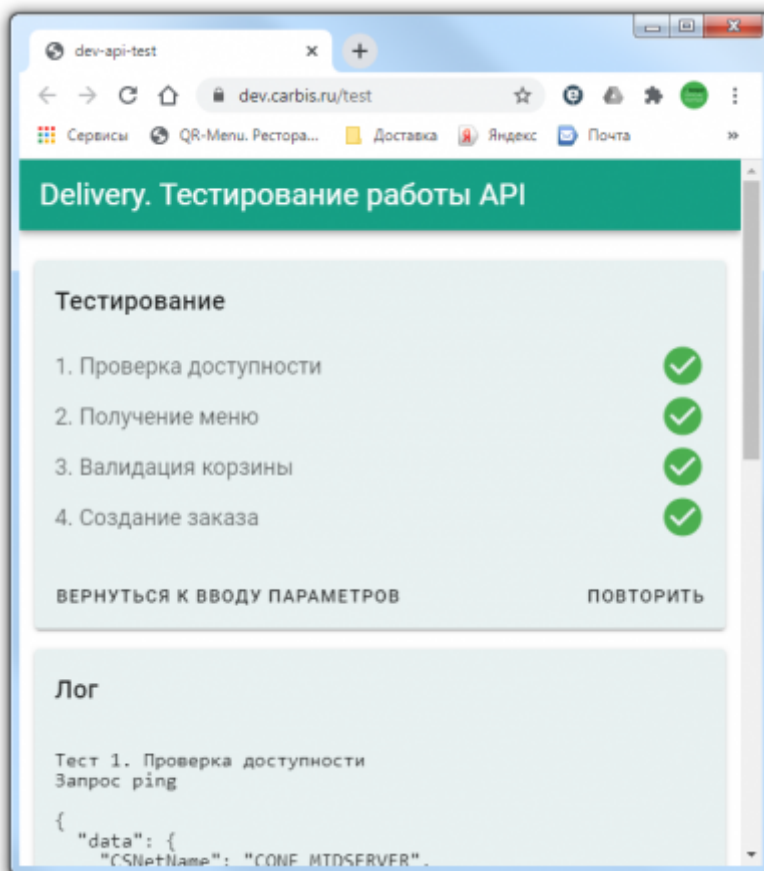 dev-api-test
dev.carbis.ru/test
Сервисы QR-Menu. Рестора... Доставка Яндекс Почта
Delivery. Тестирование работы API
Тестирование
1. Проверка доступности
2. Получение меню
3. Валидация корзины
4. Создание заказа
ВЕРНУТЬСЯ К ВВОДУ ПАРАМЕТРОВ ПОВТОРИТЬ
Лог
Тест 1. Проверка доступности
Запрос ping
{
"data": {
"CSNetName": "CONF_MIDSERVER",